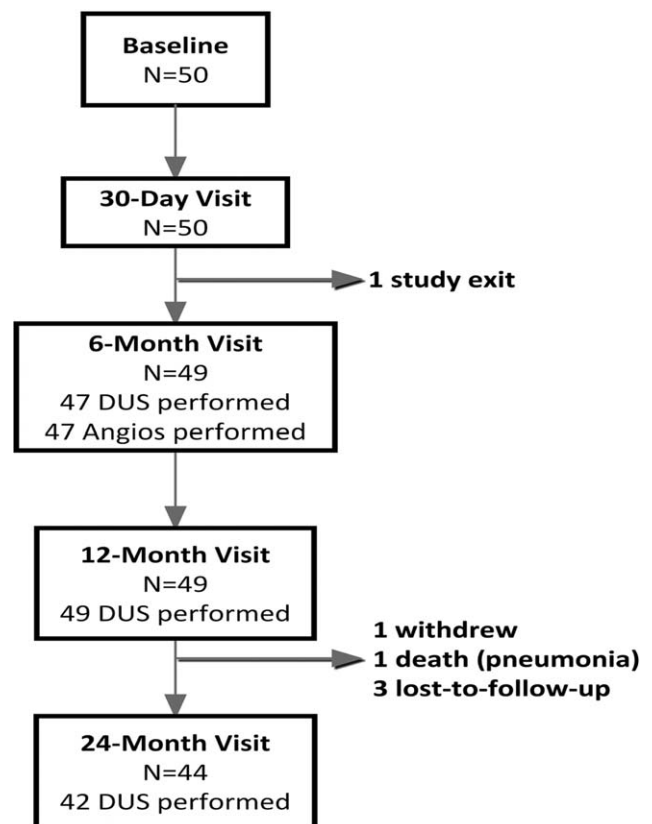 Baseline
N=50
30-Day Visit
N=50
1 study exit
6-Month Visit
N=49
47 DUS performed
47 Angios performed
12-Month Visit
N=49
49 DUS performed
1 withdrew
1 death (pneumonia)
3 lost-to-follow-up
24-Month Visit
N=44
42 DUS performed